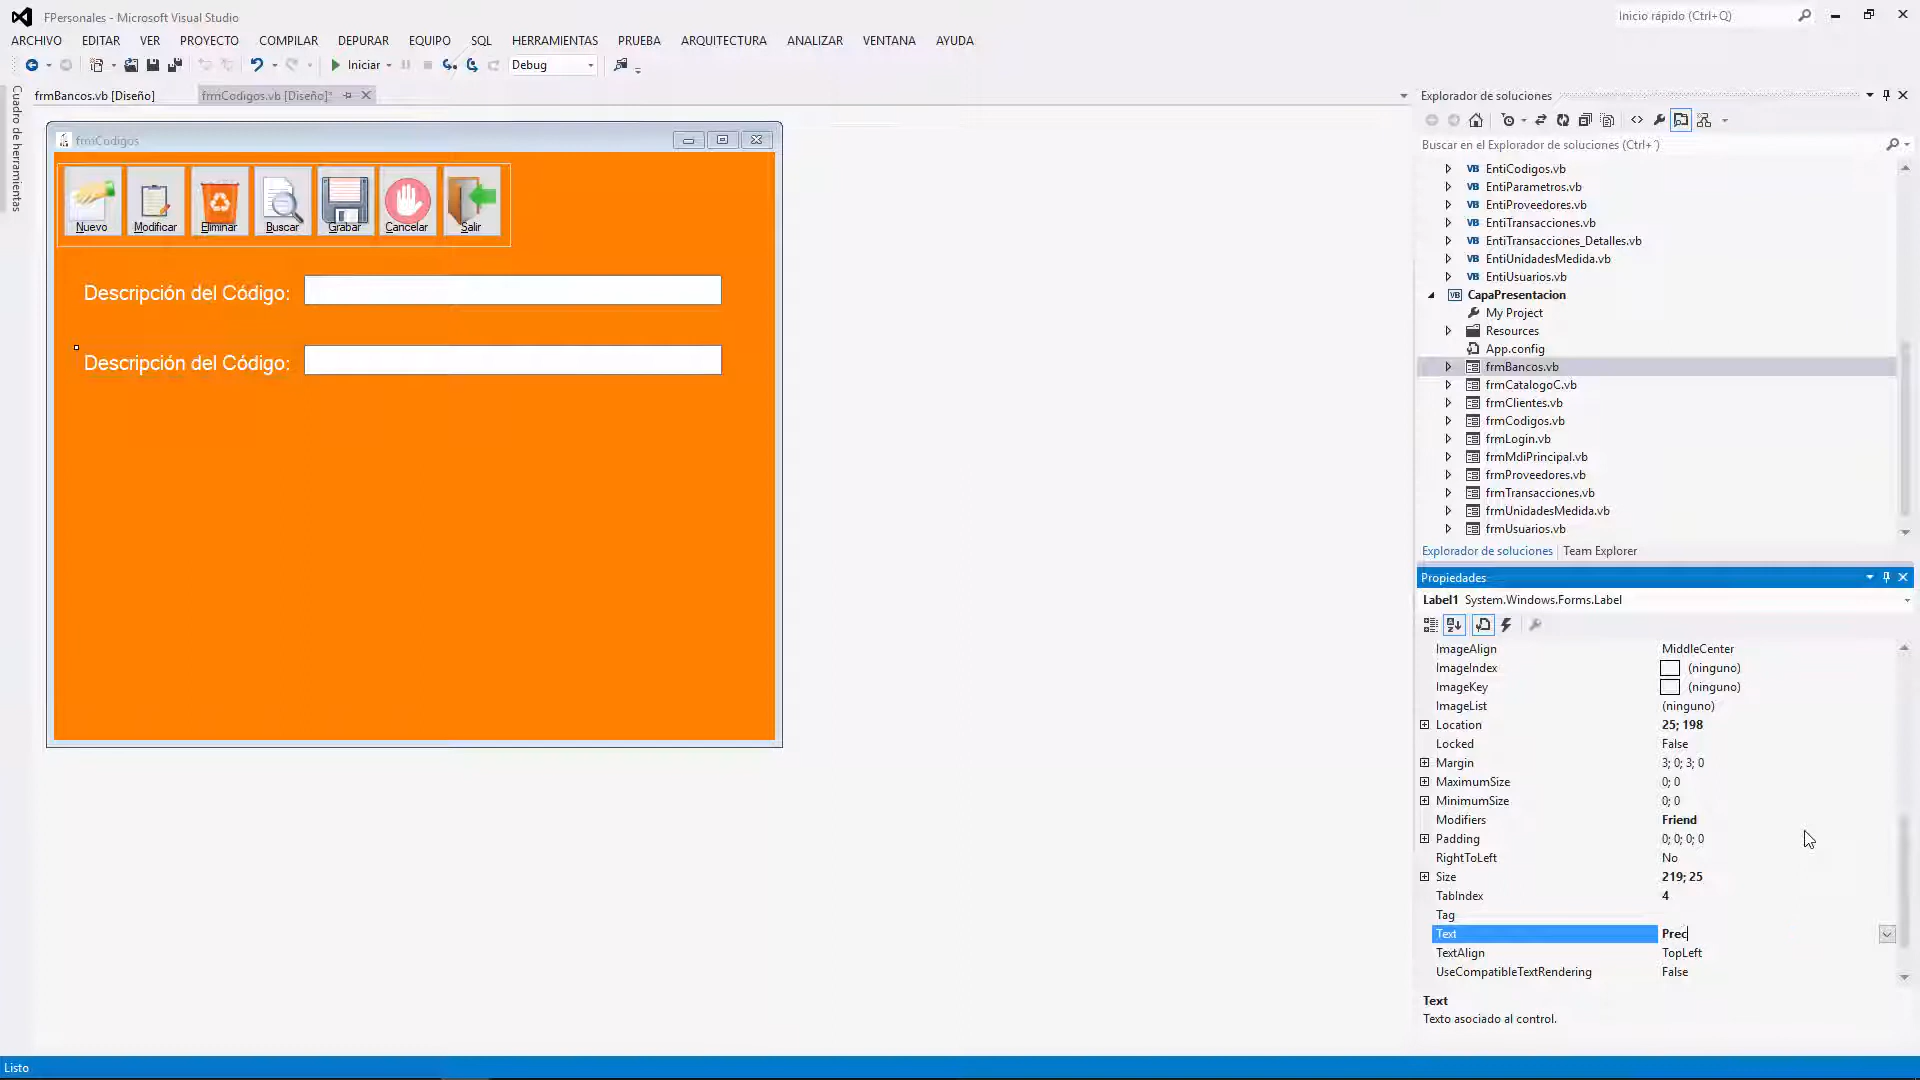 FPersonales - Microsoft Visual Studio
Inicio rápido (Ctrl+Q)
ARCHIVO EDITAR VER PROYECTO COMPILAR DEPURAR EQUIPO SQL HERRAMIENTAS PRUEBA ARQUITECTURA ANALIZAR VENTANA AYUDA
Iniciar Debug
Cuadro de herramientas
frmBancos.vb [Diseño] frmCodigos.vb [Diseño]*
frmCodigos
Nuevo Modificar Eliminar Buscar Grabar Cancelar Salir
Descripción del Código:
Descripción del Código:
Explorador de soluciones
Buscar en el Explorador de soluciones (Ctrl+´)
VB EntiCodigos.vb
VB EntiParametros.vb
VB EntiProveedores.vb
VB EntiTransacciones.vb
VB EntiTransacciones_Detalles.vb
VB EntiUnidadesMedida.vb
VB EntiUsuarios.vb
VB CapaPresentacion
My Project
Resources
App.config
frmBancos.vb
frmCatalogoC.vb
frmClientes.vb
frmCodigos.vb
frmLogin.vb
frmMdiPrincipal.vb
frmProveedores.vb
frmTransacciones.vb
frmUnidadesMedida.vb
frmUsuarios.vb
Explorador de soluciones Team Explorer
Propiedades
Label1 System.Windows.Forms.Label
ImageAlign MiddleCenter
ImageIndex (ninguno)
ImageKey (ninguno)
ImageList (ninguno)
Location 25; 198
Locked False
Margin 3; 0; 3; 0
MaximumSize 0; 0
MinimumSize 0; 0
Modifiers Friend
Padding 0; 0; 0; 0
RightToLeft No
Size 219; 25
TabIndex 4
Tag
Text Prec
TextAlign TopLeft
UseCompatibleTextRendering False
Text
Texto asociado al control.
Listo